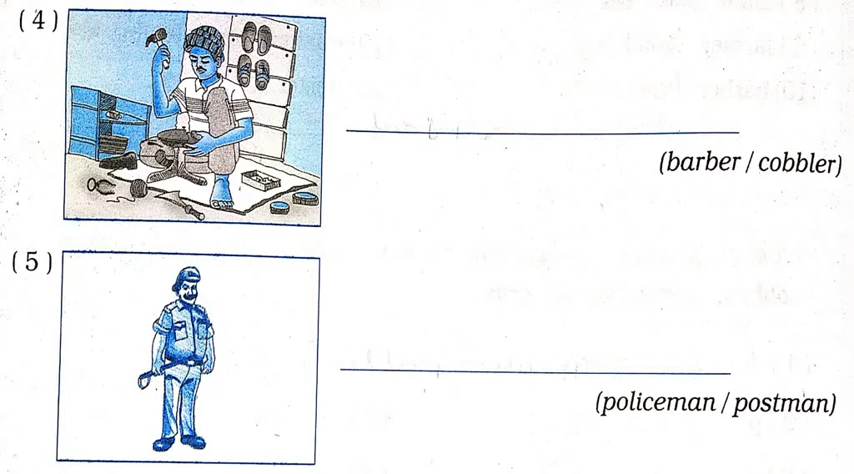 (4)
(barber / cobbler)
(5)
(policeman / postman)